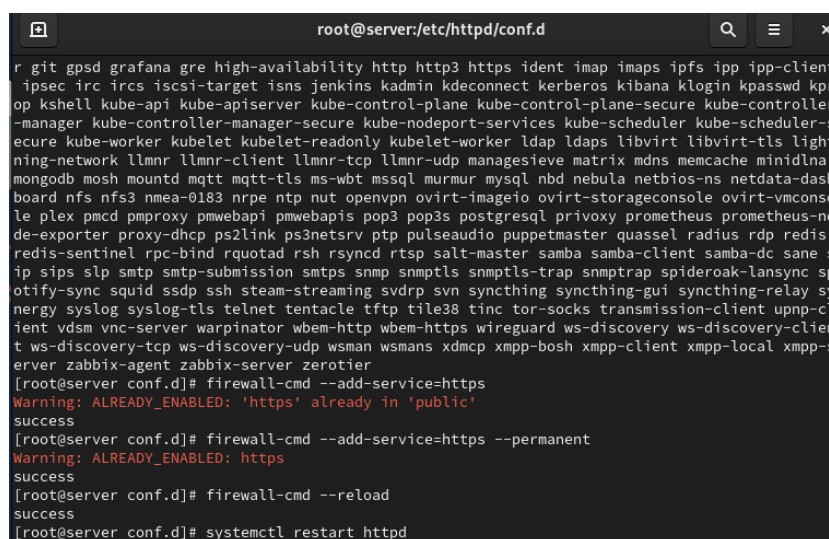 root@server:/etc/httpd/conf.d
r git gpsd grafana gre high-availability http http3 https ident imap imaps ipfs ipp ipp-client
ipsec irc ircs iscsi-target isns jenkins kadmin kdeconnect kerberos kibana klogin kpasswd kpr
op kshell kube-api kube-apiserver kube-control-plane kube-control-plane-secure kube-controller
-manager kube-controller-manager-secure kube-nodeport-services kube-scheduler kube-scheduler-s
ecure kube-worker kubelet kubelet-readonly kubelet-worker ldap ldaps libvirt libvirt-tls light
ning-network llmnr llmnr-client llmnr-tcp llmnr-udp managesieve matrix mdns memcache minidlna
mongodb mosh mountd mqtt mqtt-tls ms-wbt mssql murmur mysql nbd nebula netbios-ns netdata-dash
board nfs nfs3 nmea-0183 nrpe ntp nut openvpn ovirt-imageio ovirt-storageconsole ovirt-vmconso
le plex pmcd pmproxy pmwebapi pmwebapis pop3 pop3s postgresql privoxy prometheus prometheus-no
de-exporter proxy-dhcp ps2link ps3netsrv ptp pulseaudio puppetmaster quassel radius rdp redis
redis-sentinel rpc-bind rquotad rsh rsyncd rtsp salt-master samba samba-client samba-dc sane s
ip sips slp smtp smtp-submission smtps snmp snmptls snmptls-trap snmptrap spideroak-lansync sp
otify-sync squid ssdp ssh steam-streaming svdrp svn syncthing syncthing-gui syncthing-relay sy
nergy syslog syslog-tls telnet tentacle tftp tile38 tinc tor-socks transmission-client upnp-cl
ient vdsm vnc-server warpinator wbem-http wbem-https wireguard ws-discovery ws-discovery-clien
t ws-discovery-tcp ws-discovery-udp wsman wsmans xdmcp xmpp-bosh xmpp-client xmpp-local xmpp-s
erver zabbix-agent zabbix-server zerotier
[root@server conf.d]# firewall-cmd --add-service=https
Warning: ALREADY_ENABLED: 'https' already in 'public'
success
[root@server conf.d]# firewall-cmd --add-service=https --permanent
Warning: ALREADY_ENABLED: https
success
[root@server conf.d]# firewall-cmd --reload
success
[root@server conf.d]# systemctl restart httpd